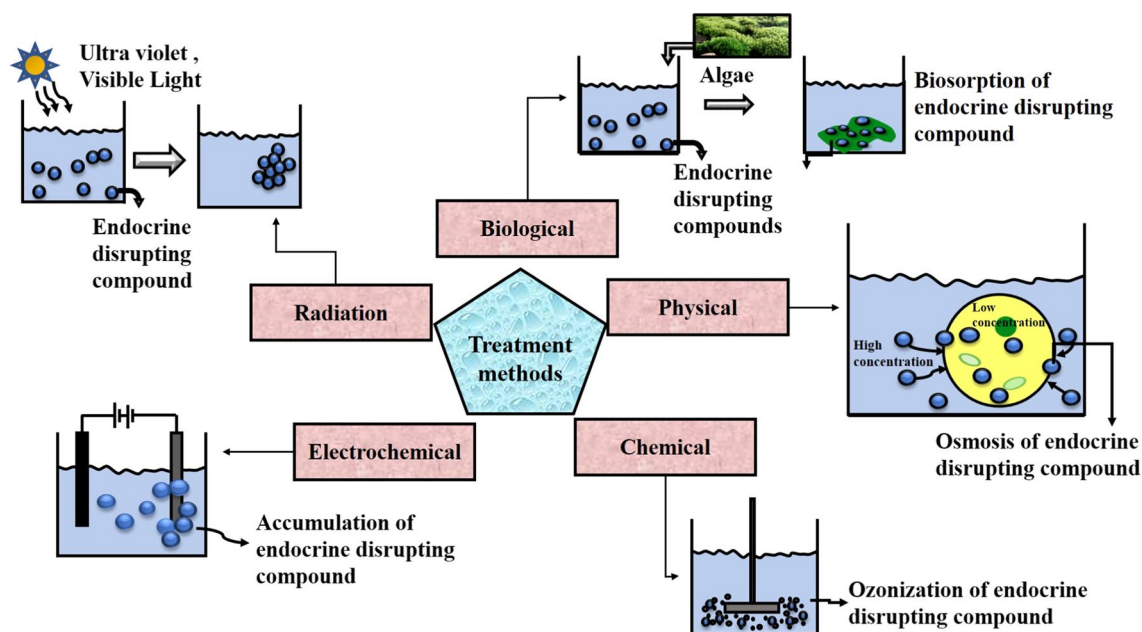 Ultra violet ,
Visible Light
Endocrine
disrupting
compound
Algae
Endocrine
disrupting
compounds
Biosorption of
endocrine disrupting
compound
Biological
Radiation
Physical
Treatment
methods
Electrochemical
Chemical
Low
concentration
High
concentration
Osmosis of endocrine
disrupting compound
Accumulation of
endocrine disrupting
compound
Ozonization of endocrine
disrupting compound